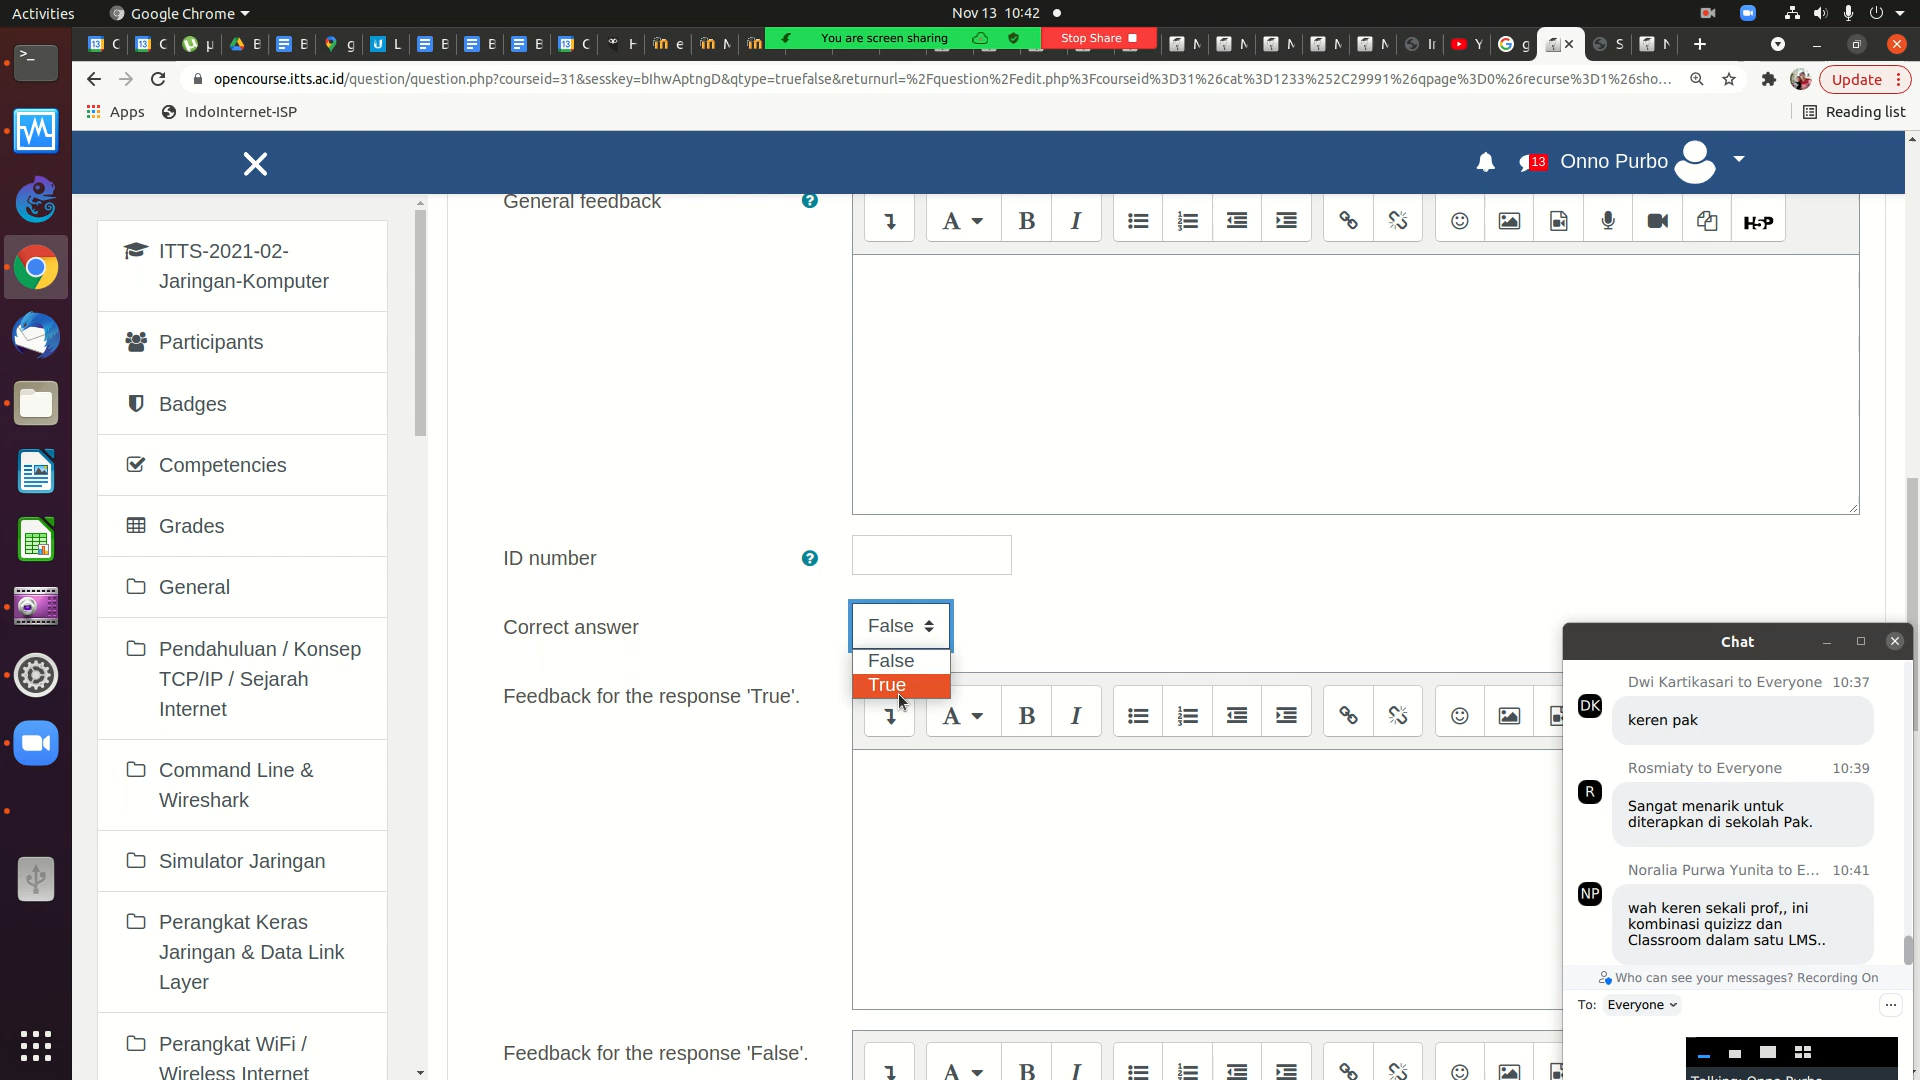 Activities
Google Chrome
Nov 13 10:42
You are screen sharing
Stop Share
opencourse.itts.ac.id/question/question.php?courseid=31&sesskey=bIhwAptngD&qtype=truefalse&returnurl=%2Fquestion%2Fedit.php%3Fcourseid%3D31%26cat%3D1233%252C29991%26qpage%3D0%26recurse%3D1%26sho...
Update
Apps
IndoInternet-ISP
Reading list
13
Onno Purbo
ITTS-2021-02-
Jaringan-Komputer
Participants
Badges
Competencies
Grades
General
Pendahuluan / Konsep
TCP/IP / Sejarah
Internet
Command Line &
Wireshark
Simulator Jaringan
Perangkat Keras
Jaringan & Data Link
Layer
Perangkat WiFi /
Wireless Internet
General feedback
A B I
H5P
ID number
Correct answer
False
False
True
Feedback for the response 'True'.
A B I
Feedback for the response 'False'.
A B I
Chat
Dwi Kartikasari to Everyone 10:37
DK
keren pak
Rosmiaty to Everyone 10:39
R
Sangat menarik untuk
diterapkan di sekolah Pak.
Noralia Purwa Yunita to E... 10:41
NP
wah keren sekali prof,, ini
kombinasi quizizz dan
Classroom dalam satu LMS..
Who can see your messages? Recording On
To: Everyone
Talking: Onno Purbo